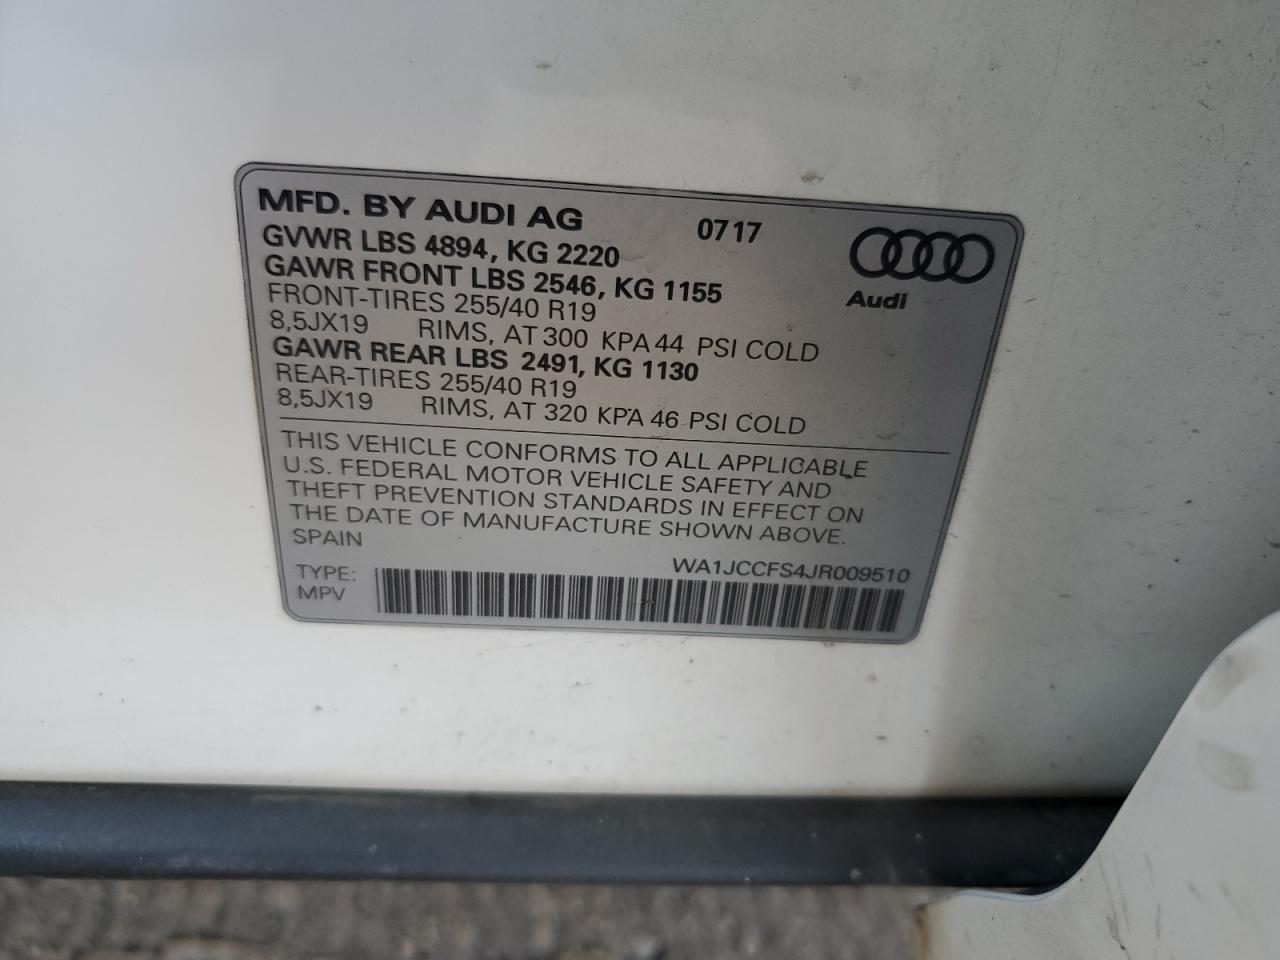 MFD. BY AUDI AG 0717
GVWR LBS 4894, KG 2220
GAWR FRONT LBS 2546, KG 1155
Audi
FRONT-TIRES 255/40 R19
8,5JX19 RIMS, AT 300 KPA 44 PSI COLD
GAWR REAR LBS 2491, KG 1130
REAR-TIRES 255/40 R19
8,5JX19 RIMS, AT 320 KPA 46 PSI COLD
THIS VEHICLE CONFORMS TO ALL APPLICABLE
U.S. FEDERAL MOTOR VEHICLE SAFETY AND
THEFT PREVENTION STANDARDS IN EFFECT ON
THE DATE OF MANUFACTURE SHOWN ABOVE.
SPAIN
WA1JCCFS4JR009510
TYPE:
MPV